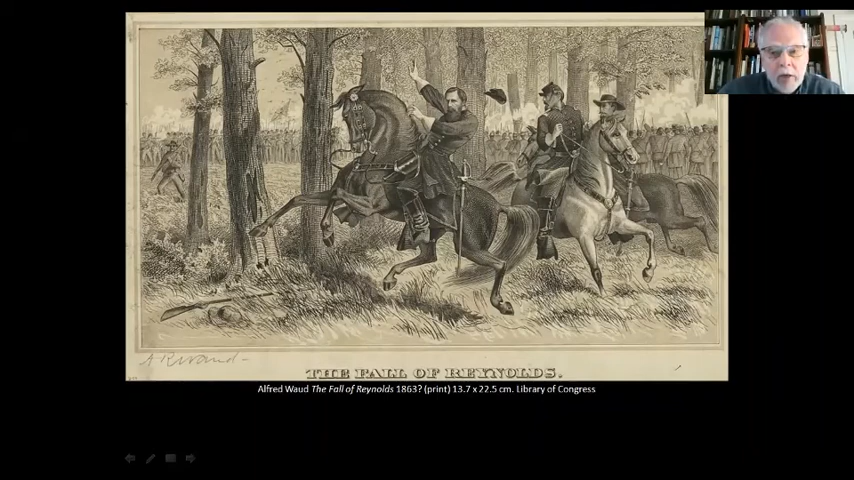 A R Waud
THE FALL OF REYNOLDS.
Alfred Waud The Fall of Reynolds 1863? (print) 13.7 x 22.5 cm. Library of Congress